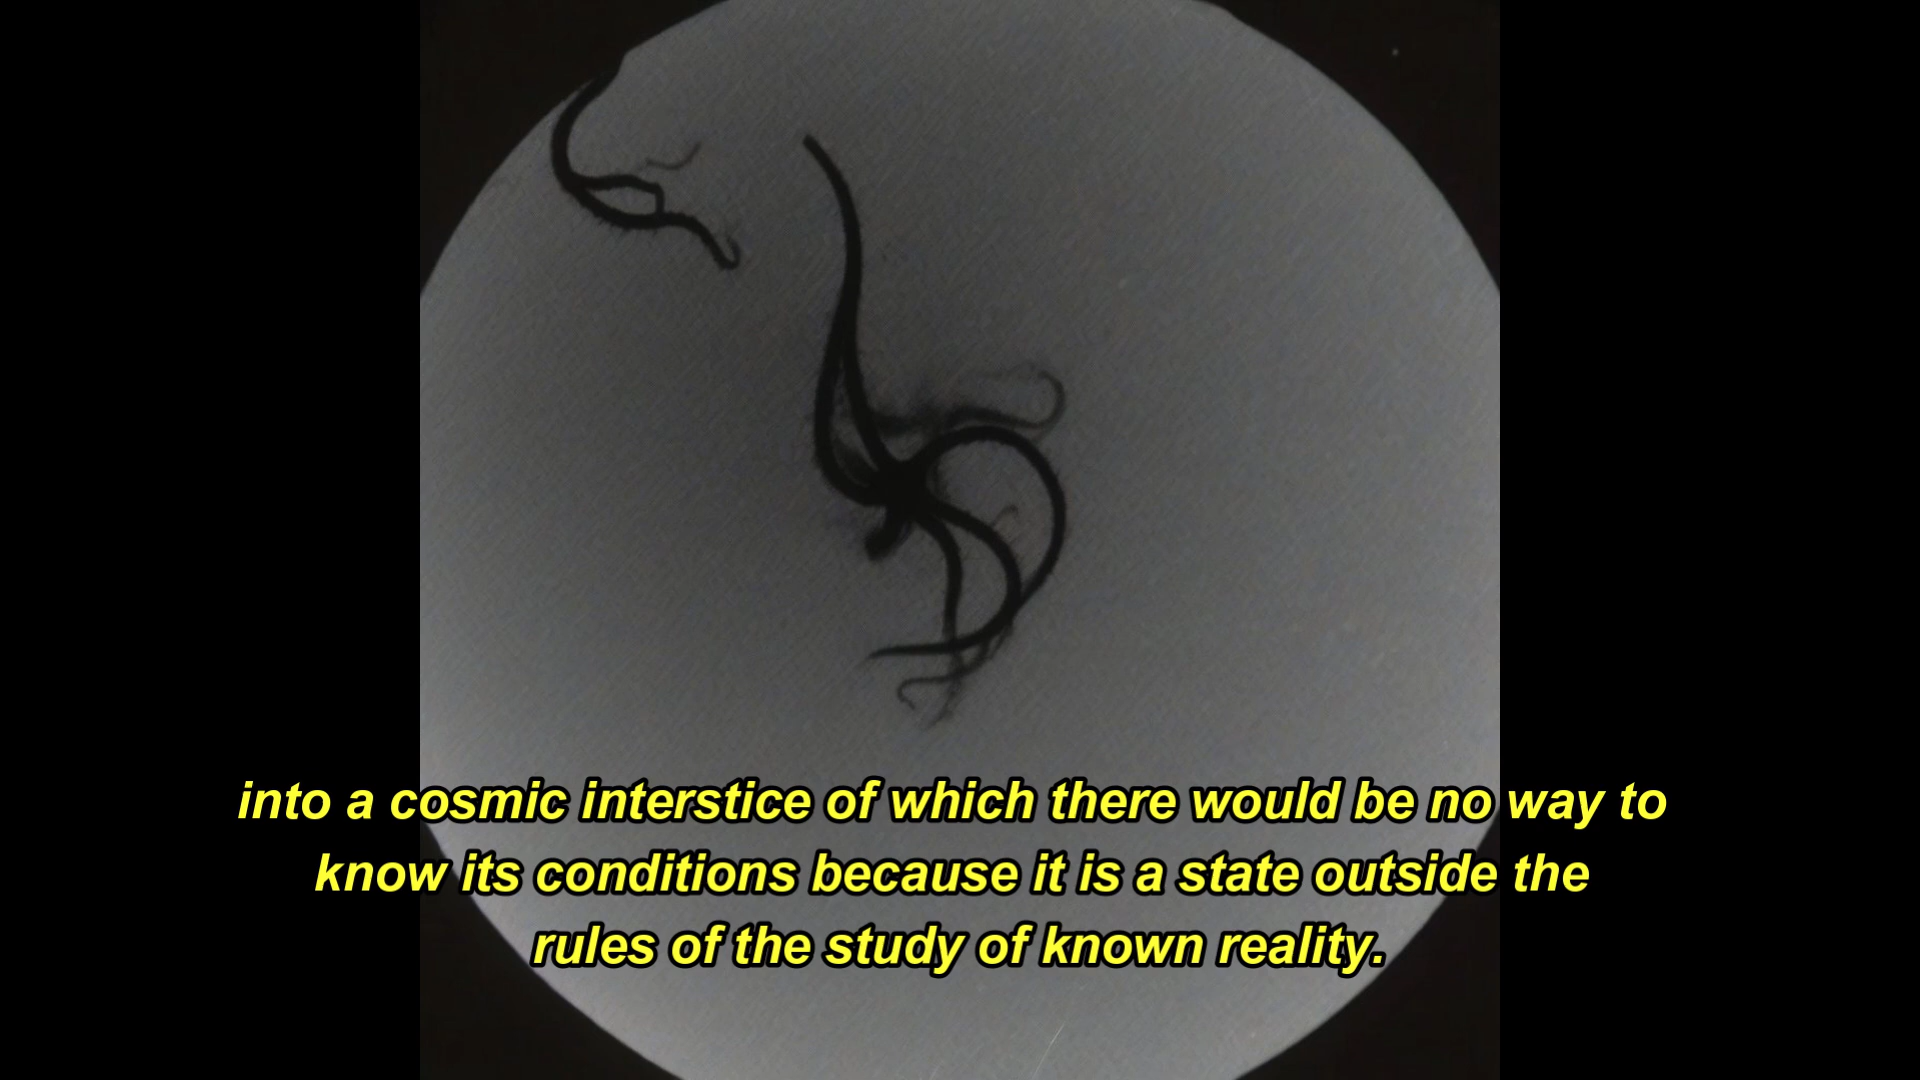 into a cosmic interstice of which there would be no way to
know its conditions because it is a state outside the
rules of the study of known reality.